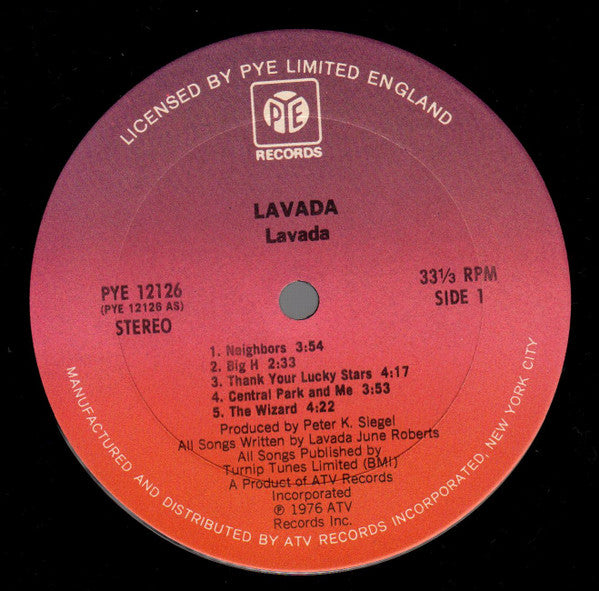 LICENSED BY PYE LIMITED ENGLAND
PYE
RECORDS
LAVADA
Lavada
PYE 12126
(PYE 12126 AS)
STEREO
33⅓ RPM
SIDE 1
1. Neighbors 3:54
2. Big H 2:33
3. Thank Your Lucky Stars 4:17
4. Central Park and Me 3:53
5. The Wizard 4:22
Produced by Peter K. Siegel
All Songs Written by Lavada June Roberts
All Songs Published by
Turnip Tunes Limited (BMI)
A Product of ATV Records
Incorporated
℗ 1976 ATV
Records Inc.
MANUFACTURED AND DISTRIBUTED BY ATV RECORDS INCORPORATED, NEW YORK CITY